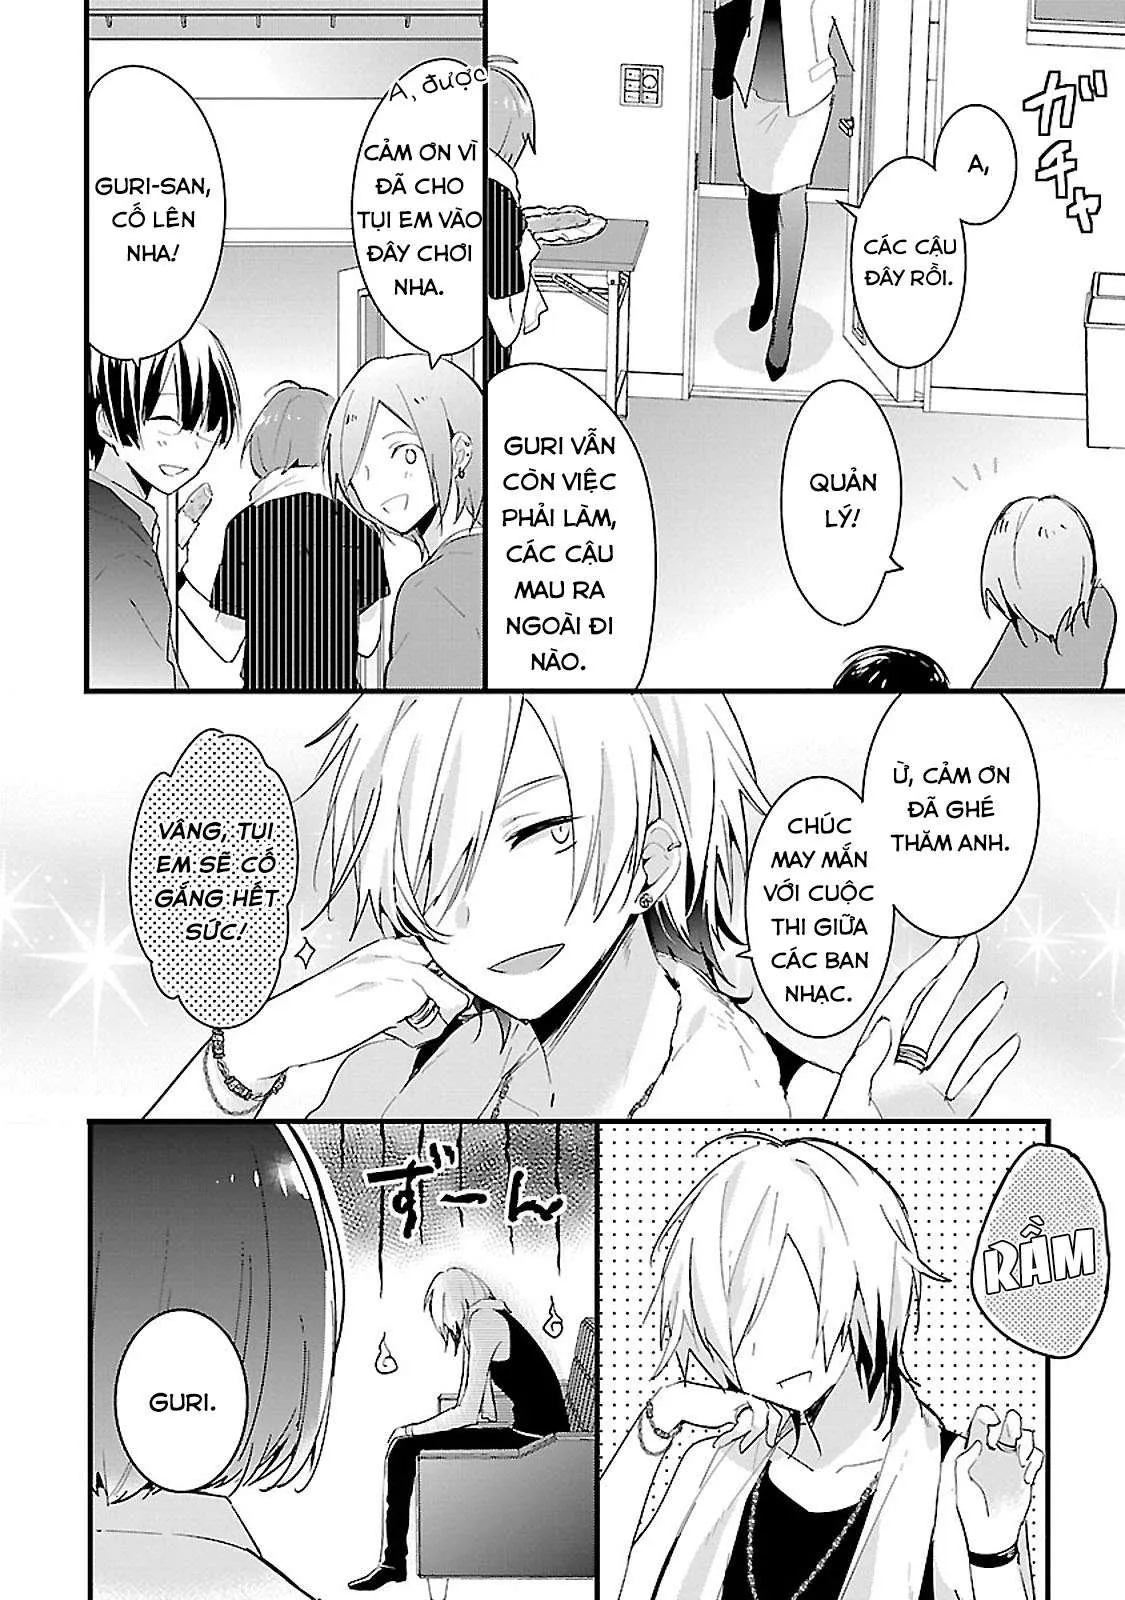 ガチャ
A,
CÁC CẬU
ĐÂY RỒI.
QUẢN
LÝ!
GURI VẪN
CÒN VIỆC
PHẢI LÀM,
CÁC CẬU
MAU RA
NGOÀI ĐI
NÀO.
A, được
CẢM ƠN VÌ
ĐÃ CHO
TỤI EM VÀO
ĐÂY CHƠI
NHA.
GURI-SAN,
CỐ LÊN
NHA!
Ừ, CẢM ƠN
ĐÃ GHÉ
THĂM ANH.
CHÚC
MAY MẮN
VỚI CUỘC
THI GIỮA
CÁC BAN
NHẠC.
VÂNG, TỤI
EM SẼ CỐ
GẮNG HẾT
SỨC!
RẦM
ずーん
GURI.